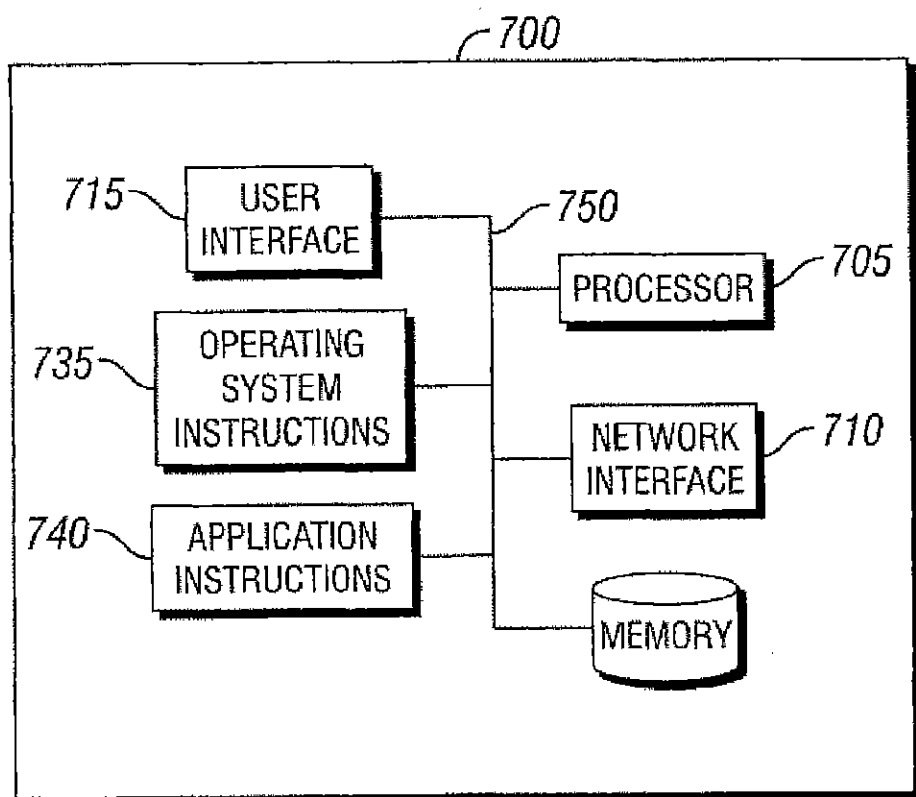 700
715
USER
INTERFACE
750
PROCESSOR
705
735
OPERATING
SYSTEM
INSTRUCTIONS
NETWORK
INTERFACE
710
740
APPLICATION
INSTRUCTIONS
MEMORY